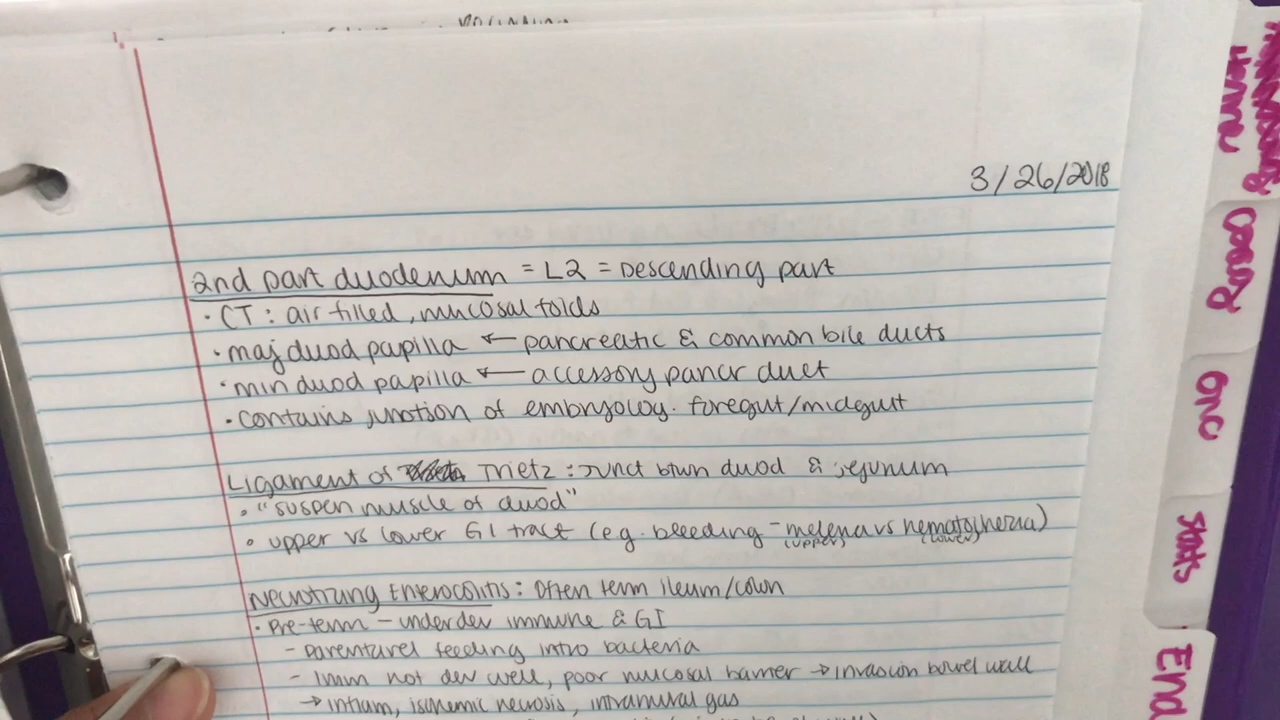 3/26/2018
2nd part duodenum = L2 = Descending part
· CT: air filled, mucosal folds
· maj duod papilla ← pancreatic & common bile ducts
· min duod papilla ← accessory pancr duct
· contains junction of embryology. foregut/midgut
Ligament of Trietz : Junct btwn duod & jejunum
· "suspen muscle of duod"
· upper vs lower GI tract (e.g. bleeding – melena vs hematochezia)
(upper) (lower)
Necrotizing Enterocolitis: Often term ileum/colon
· Pre-term – underdev immune & GI
- parenturel feeding intro bacteria
- Imm not dev well, poor mucosal barrier → invasion bowel wall
→ inflam, ischemic necrosis, intramural gas
Repro
Onc
Stats
End